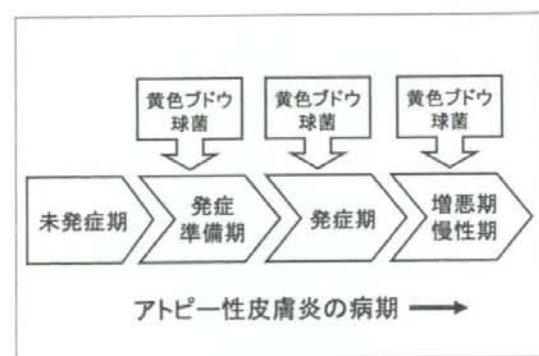 黄色ブドウ
球菌
黄色ブドウ
球菌
黄色ブドウ
球菌
未発症期
発症
準備期
発症期
増悪期
慢性期
アトピー性皮膚炎の病期